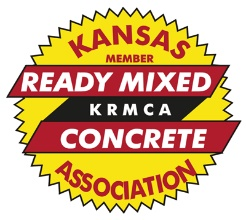 KANSAS
MEMBER
READY MIXED
KRMCA
CONCRETE
ASSOCIATION